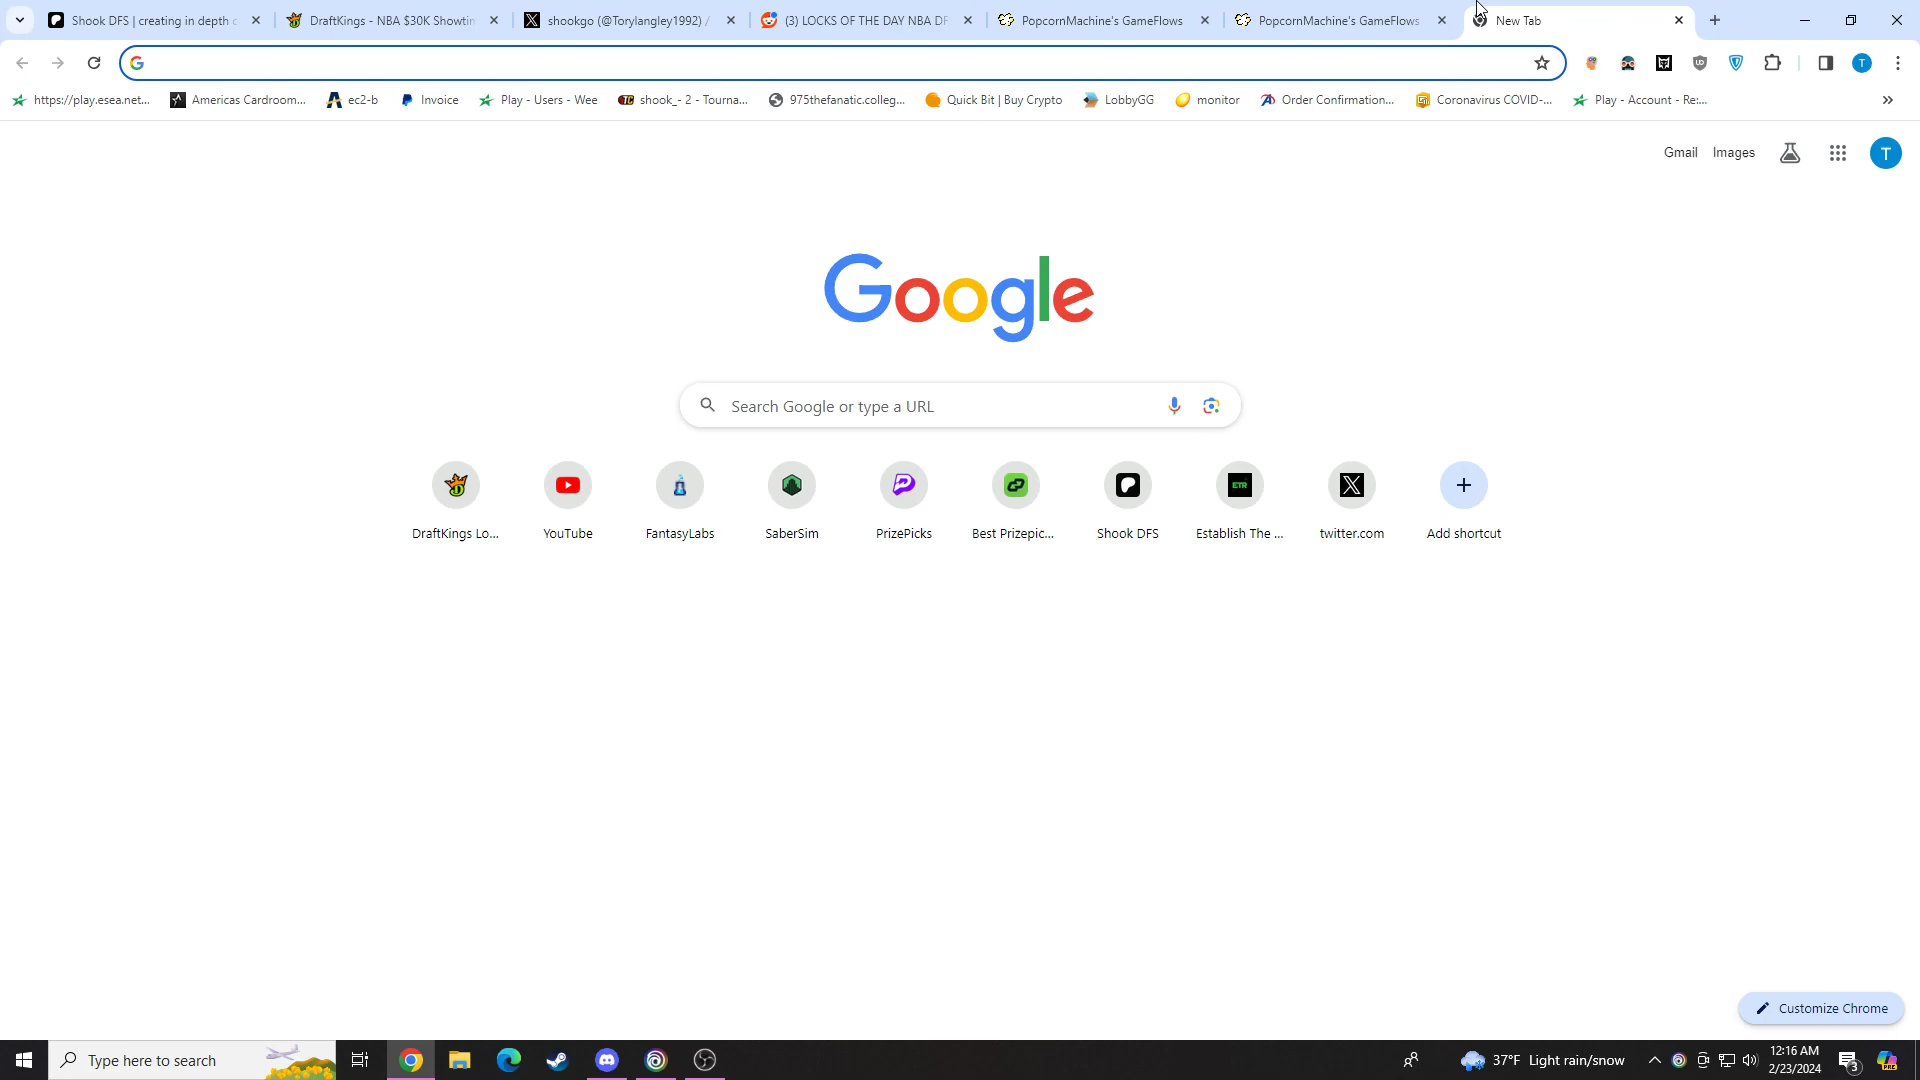 Shook DFS | creating in depth c
DraftKings - NBA $30K Showtin
shookgo (@Torylangley1992) /
(3) LOCKS OF THE DAY NBA DF
PopcornMachine's GameFlows
PopcornMachine's GameFlows
New Tab
https://play.esea.net...
Americas Cardroom...
ec2-b
Invoice
Play - Users - Wee
shook_- 2 - Tourna...
975thefanatic.colleg...
Quick Bit | Buy Crypto
LobbyGG
monitor
Order Confirmation...
Coronavirus COVID-...
Play - Account - Re:...
Gmail
Images
T
Google
Search Google or type a URL
DraftKings Lo...
YouTube
FantasyLabs
SaberSim
PrizePicks
Best Prizepic...
Shook DFS
ETR
Establish The ...
twitter.com
Add shortcut
Customize Chrome
Type here to search
37°F Light rain/snow
12:16 AM
2/23/2024
3